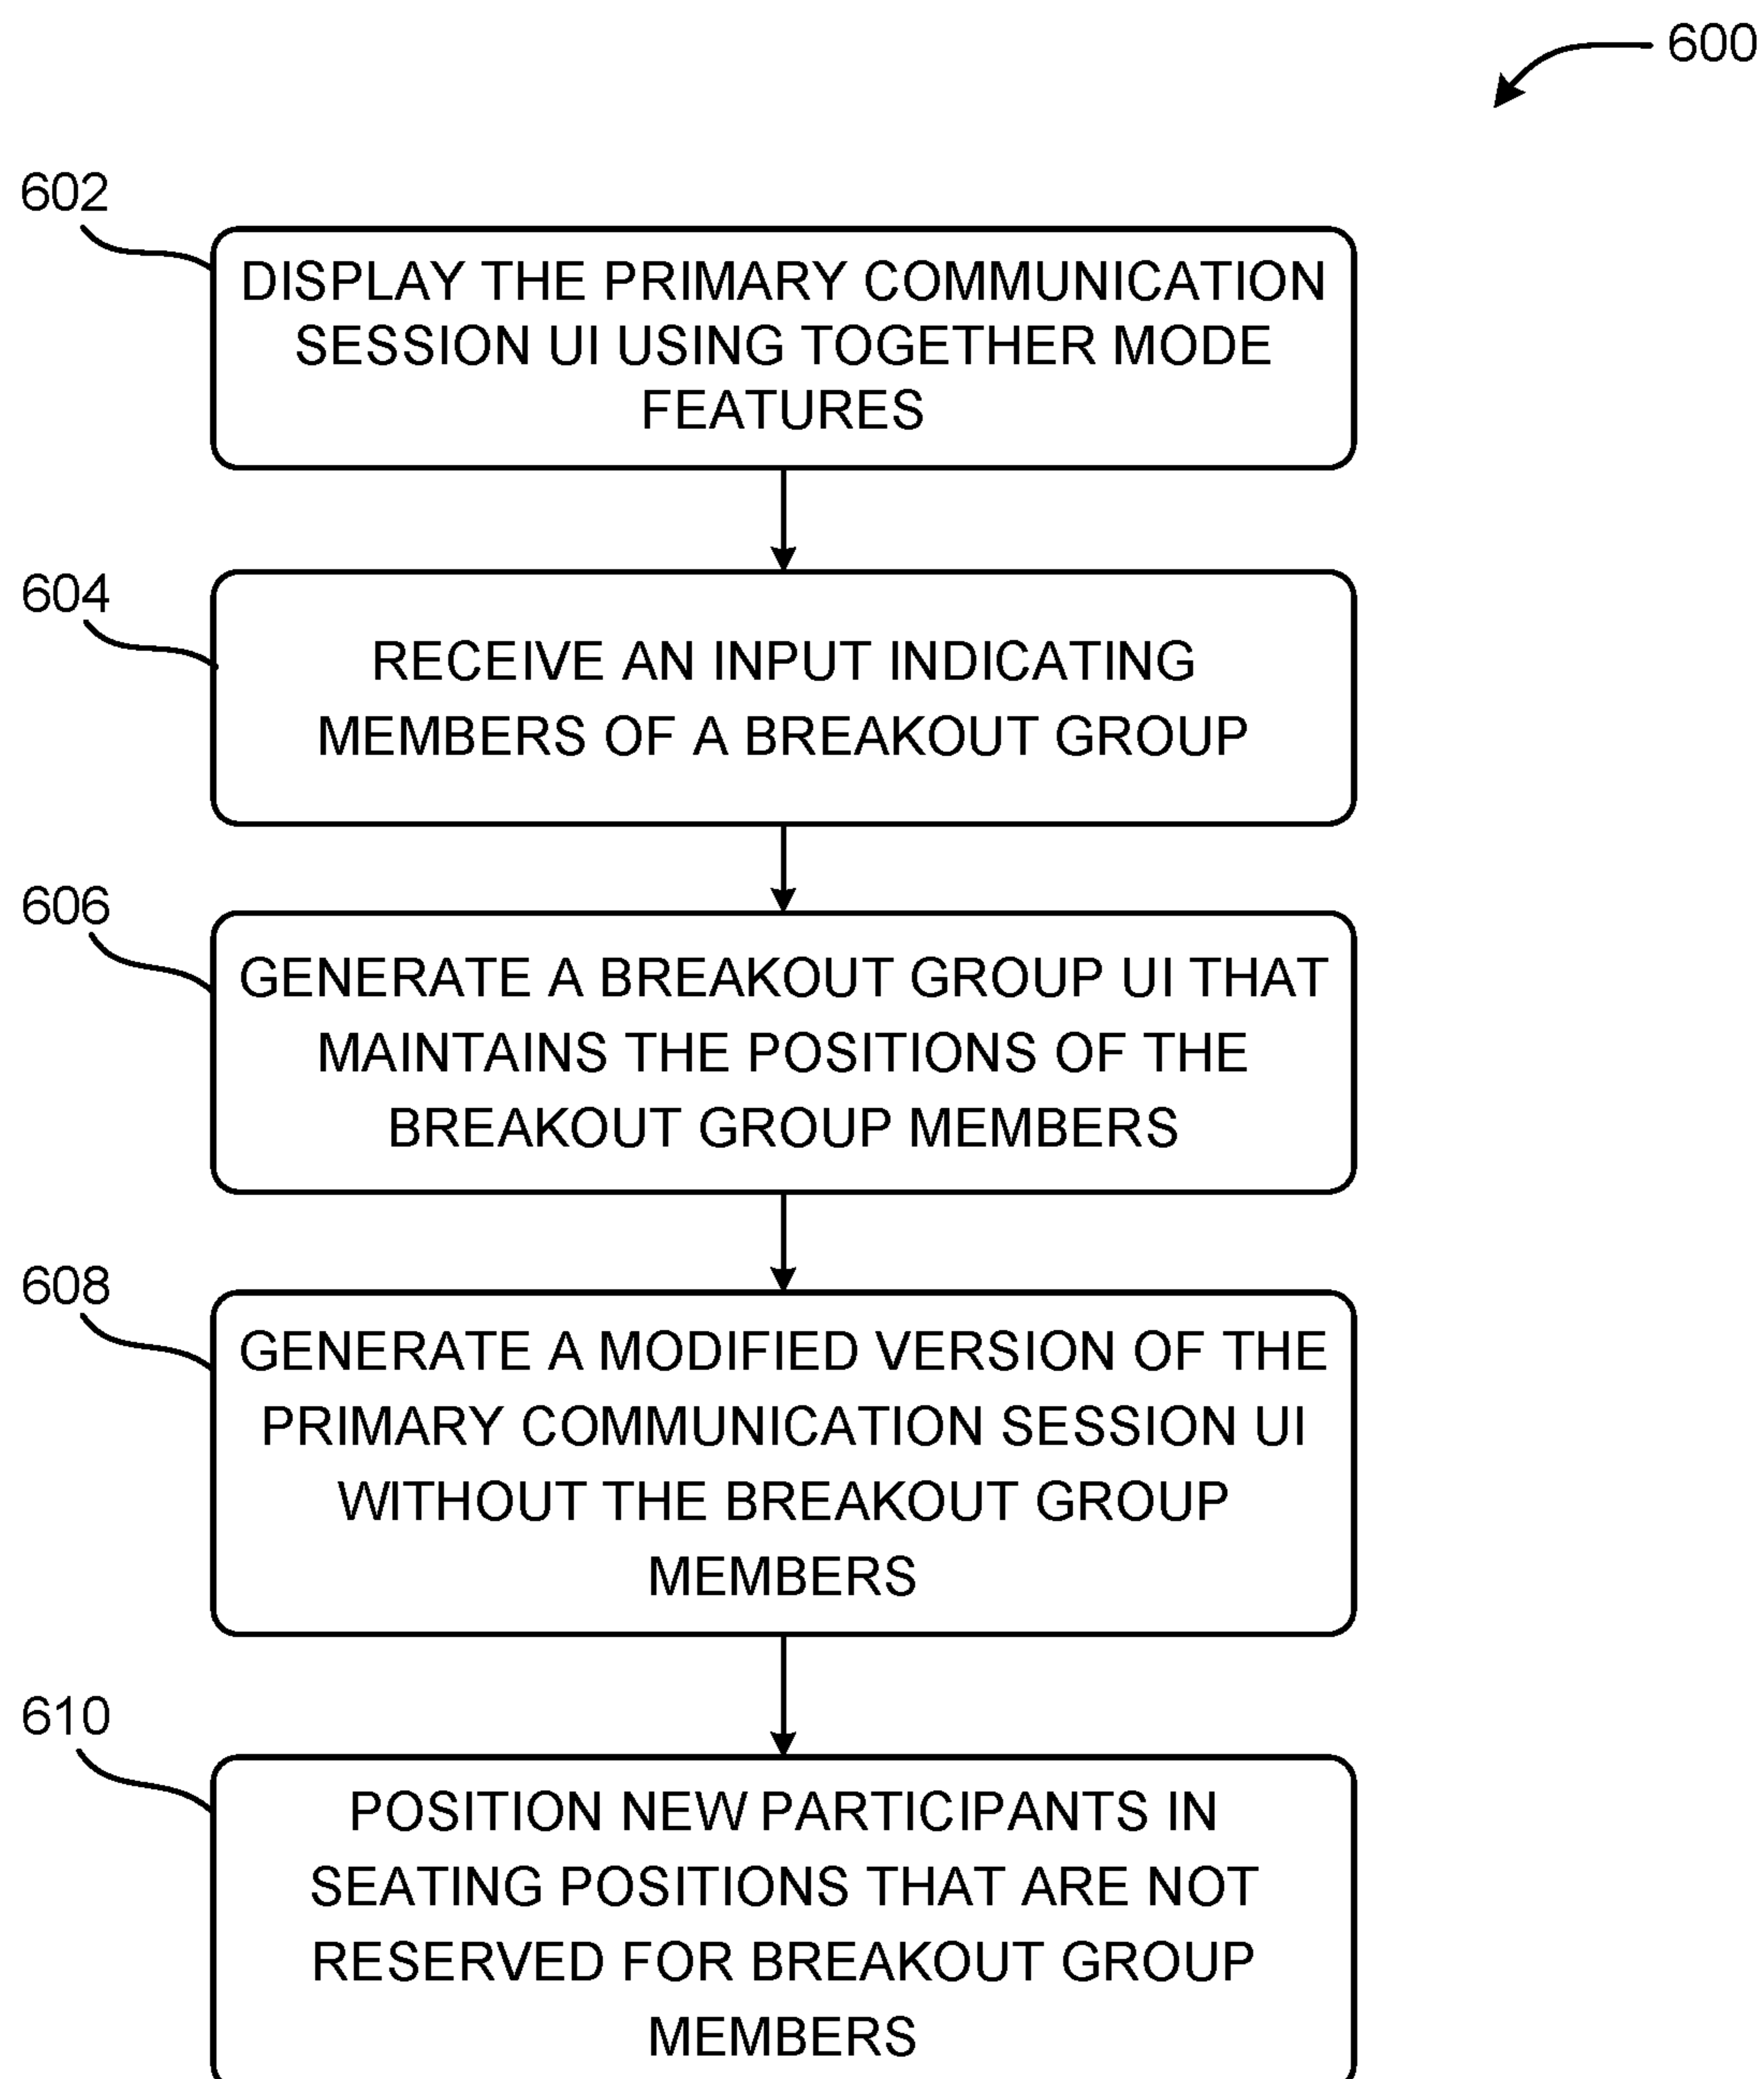 600
602
DISPLAY THE PRIMARY COMMUNICATION
SESSION UI USING TOGETHER MODE
FEATURES
604
RECEIVE AN INPUT INDICATING
MEMBERS OF A BREAKOUT GROUP
606
GENERATE A BREAKOUT GROUP UI THAT
MAINTAINS THE POSITIONS OF THE
BREAKOUT GROUP MEMBERS
608
GENERATE A MODIFIED VERSION OF THE
PRIMARY COMMUNICATION SESSION UI
WITHOUT THE BREAKOUT GROUP
MEMBERS
610
POSITION NEW PARTICIPANTS IN
SEATING POSITIONS THAT ARE NOT
RESERVED FOR BREAKOUT GROUP
MEMBERS